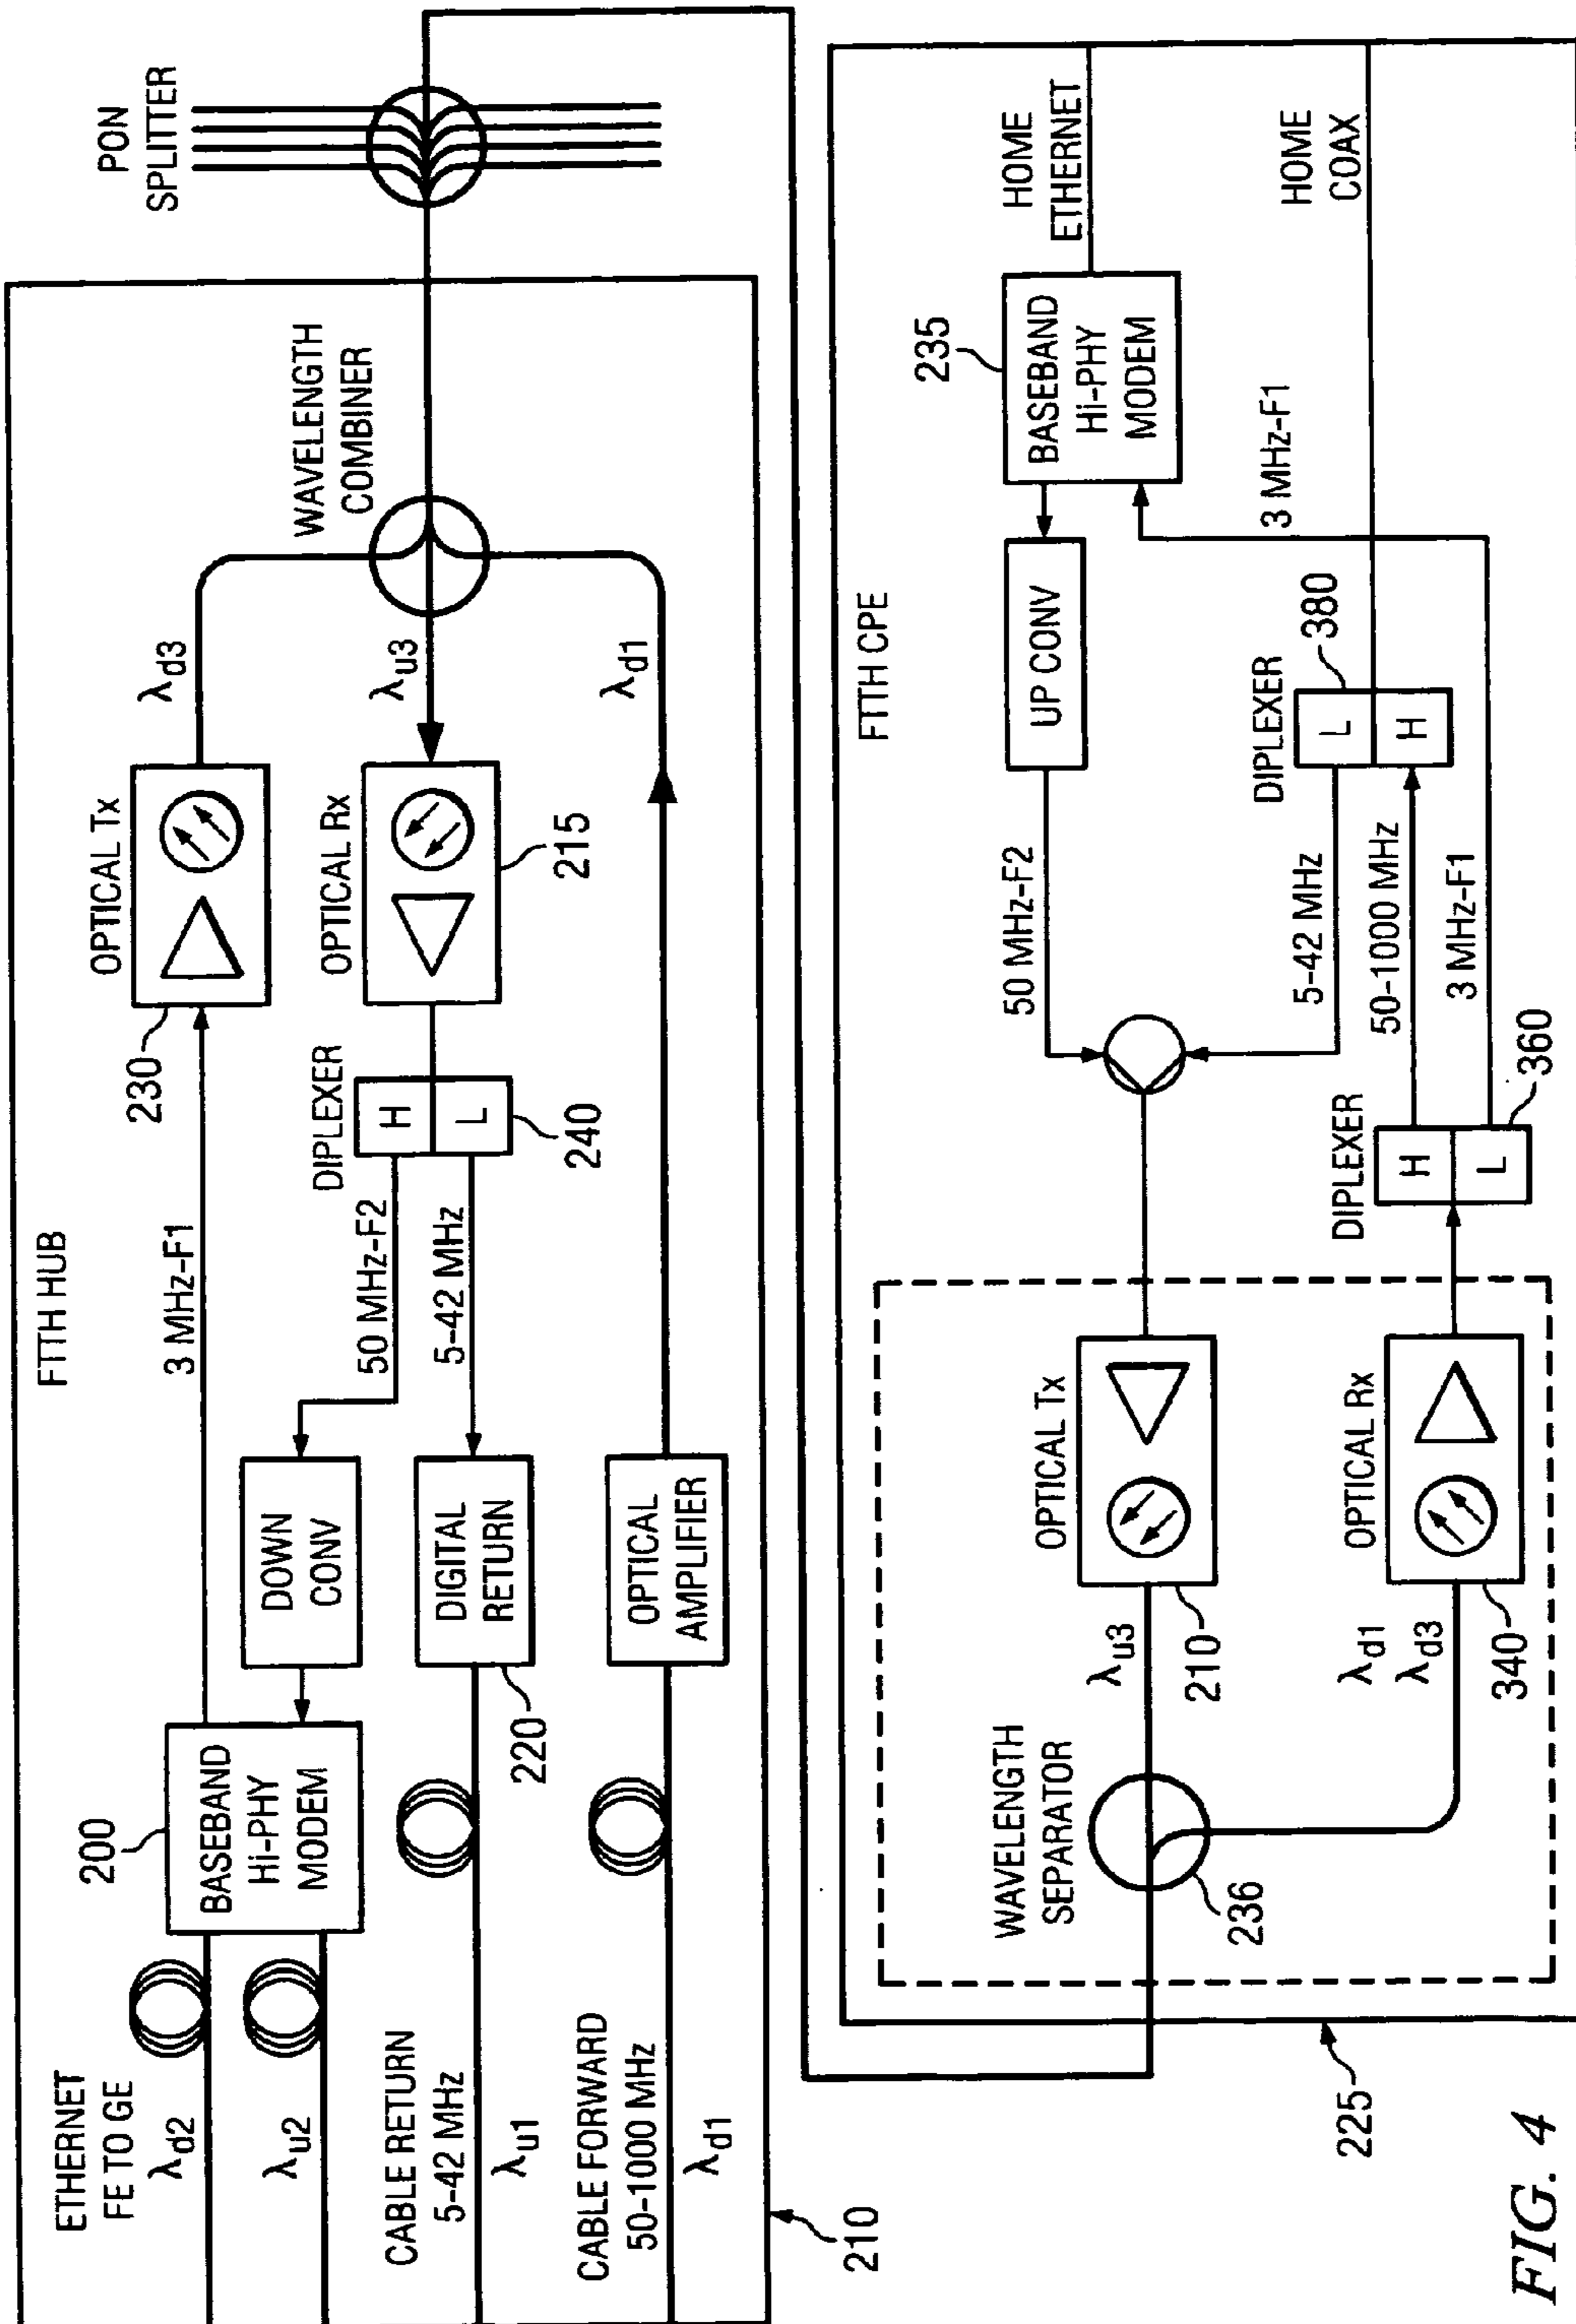 FTTH HUB
ETHERNET
FE TO GE
λd2
λu2
200
BASEBAND
Hi-PHY
MODEM
3 MHz-F1
230
OPTICAL Tx
λd3
DOWN
CONV
50 MHz-F2
DIPLEXER
H
L
240
OPTICAL Rx
215
λu3
WAVELENGTH
COMBINER
PON
SPLITTER
CABLE RETURN
5-42 MHz
λu1
220
DIGITAL
RETURN
5-42 MHz
CABLE FORWARD
50-1000 MHz
λd1
OPTICAL
AMPLIFIER
λd1
210
FTTH CPE
WAVELENGTH
SEPARATOR
236
λu3
210
OPTICAL Tx
50 MHz-F2
UP CONV
235
BASEBAND
Hi-PHY
MODEM
HOME
ETHERNET
λd1
λd3
340
OPTICAL Rx
DIPLEXER
H
L
360
5-42 MHz
50-1000 MHz
3 MHz-F1
DIPLEXER
L
H
380
3 MHz-F1
HOME
COAX
225
FIG. 4